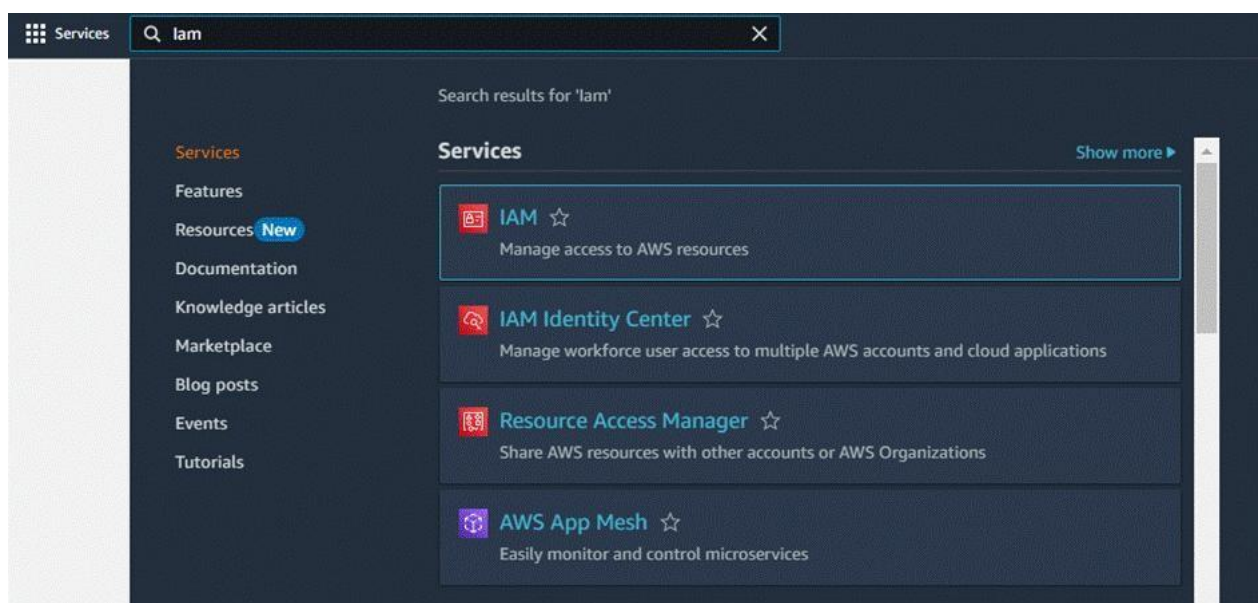 Services
Iam
Search results for 'Iam'
Services
Features
Resources New
Documentation
Knowledge articles
Marketplace
Blog posts
Events
Tutorials
Services
Show more
IAM
Manage access to AWS resources
IAM Identity Center
Manage workforce user access to multiple AWS accounts and cloud applications
Resource Access Manager
Share AWS resources with other accounts or AWS Organizations
AWS App Mesh
Easily monitor and control microservices